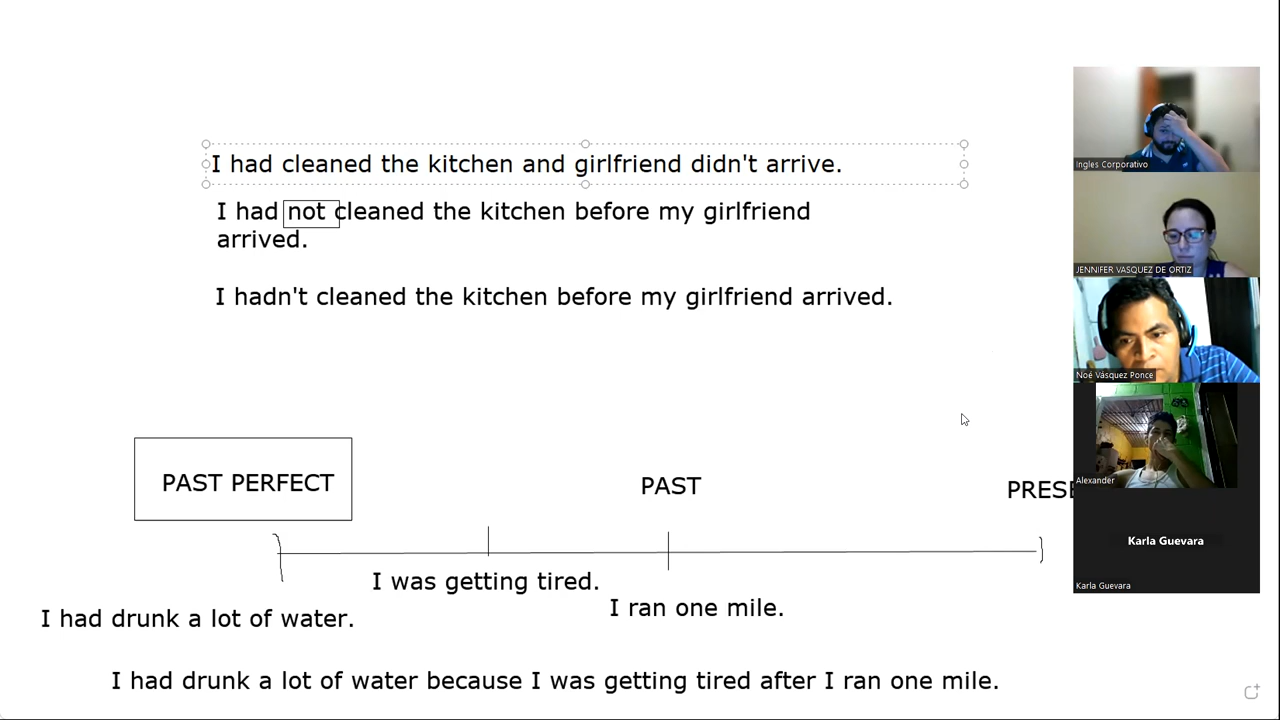 I had cleaned the kitchen and girlfriend didn't arrive.
I had not cleaned the kitchen before my girlfriend
arrived.
I hadn't cleaned the kitchen before my girlfriend arrived.
PAST PERFECT
PAST
PRESE
I was getting tired.
I ran one mile.
I had drunk a lot of water.
I had drunk a lot of water because I was getting tired after I ran one mile.
Ingles Corporativo
JENNIFER VASQUEZ DE ORTIZ
Noé Vásquez Ponce
Alexander
Karla Guevara
Karla Guevara